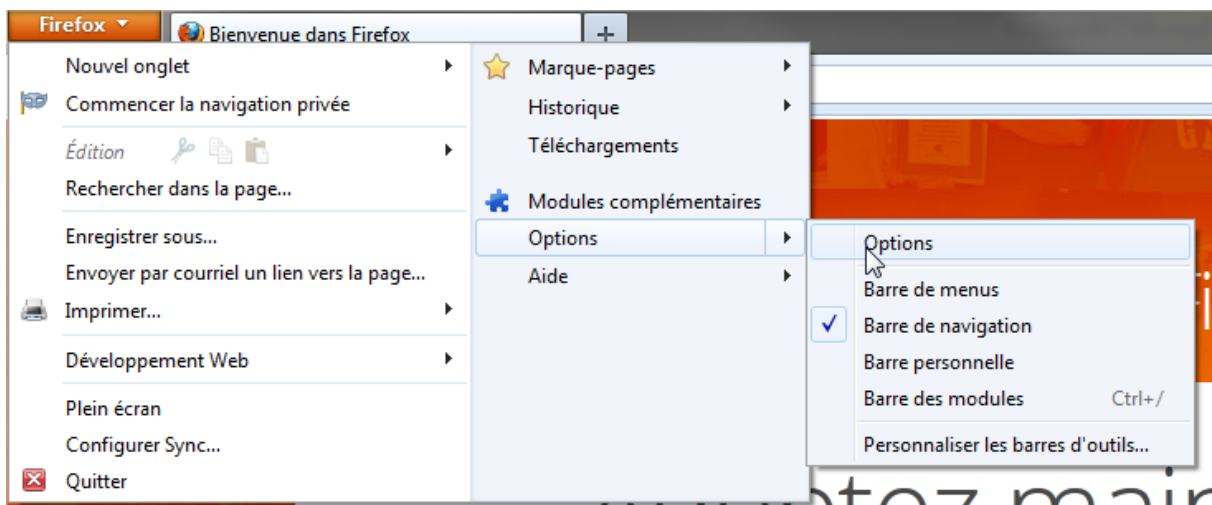 Firefox
Bienvenue dans Firefox
Nouvel onglet
Commencer la navigation privée
Édition
Rechercher dans la page...
Enregistrer sous...
Envoyer par courriel un lien vers la page...
Imprimer...
Développement Web
Plein écran
Configurer Sync...
Quitter
Marque-pages
Historique
Téléchargements
Modules complémentaires
Options
Aide
Options
Barre de menus
Barre de navigation
Barre personnelle
Barre des modules Ctrl+/
Personnaliser les barres d'outils...